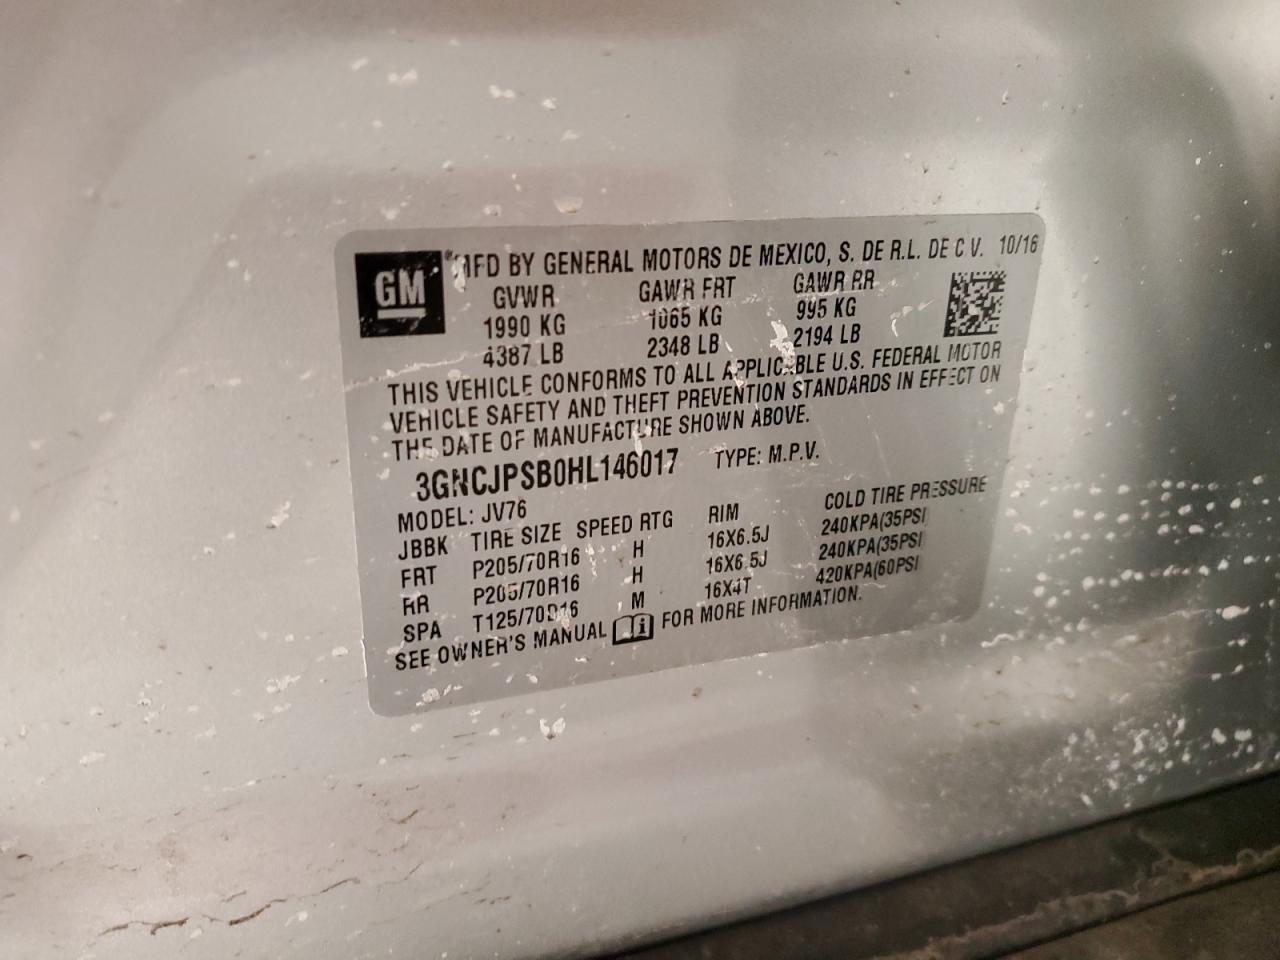 GM
MFD BY GENERAL MOTORS DE MEXICO, S. DE R.L. DE C V. 10/16
GVWR GAWR FRT GAWR RR
1990 KG 1065 KG 995 KG
4387 LB 2348 LB 2194 LB
THIS VEHICLE CONFORMS TO ALL APPLICABLE U.S. FEDERAL MOTOR
VEHICLE SAFETY AND THEFT PREVENTION STANDARDS IN EFFECT ON
THE DATE OF MANUFACTURE SHOWN ABOVE.
3GNCJPSB0HL146017 TYPE: M.P.V.
MODEL: JV76
JBBK TIRE SIZE SPEED RTG RIM COLD TIRE PRESSURE
FRT P205/70R16 H 16X6.5J 240KPA(35PSI
RR P205/70R16 H 16X6.5J 240KPA(35PSI
SPA T125/70R16 M 16X4T 420KPA(60PSI
SEE OWNER'S MANUAL FOR MORE INFORMATION.